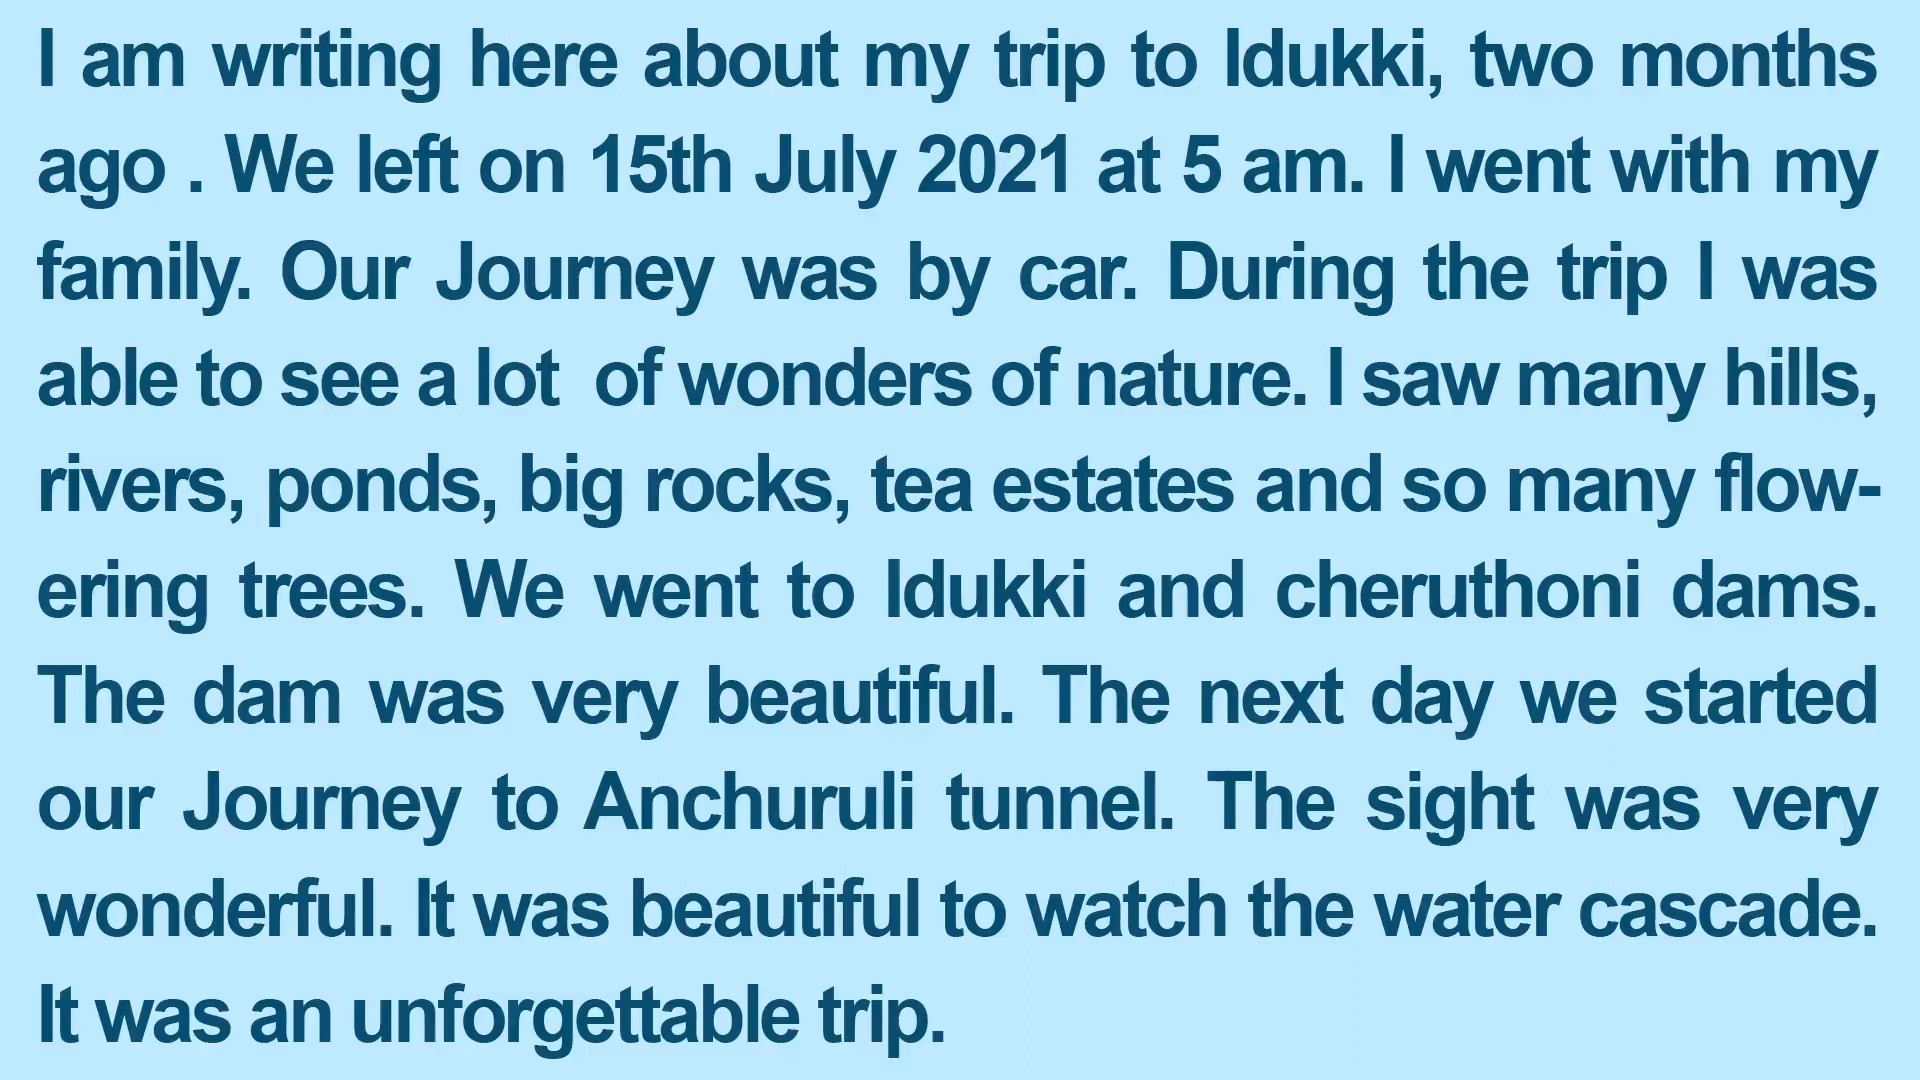 I am writing here about my trip to Idukki, two months
ago . We left on 15th July 2021 at 5 am. I went with my
family. Our Journey was by car. During the trip I was
able to see a lot  of wonders of nature. I saw many hills,
rivers, ponds, big rocks, tea estates and so many flow-
ering trees. We went to Idukki and cheruthoni dams.
The dam was very beautiful. The next day we started
our Journey to Anchuruli tunnel. The sight was very
wonderful. It was beautiful to watch the water cascade.
It was an unforgettable trip.